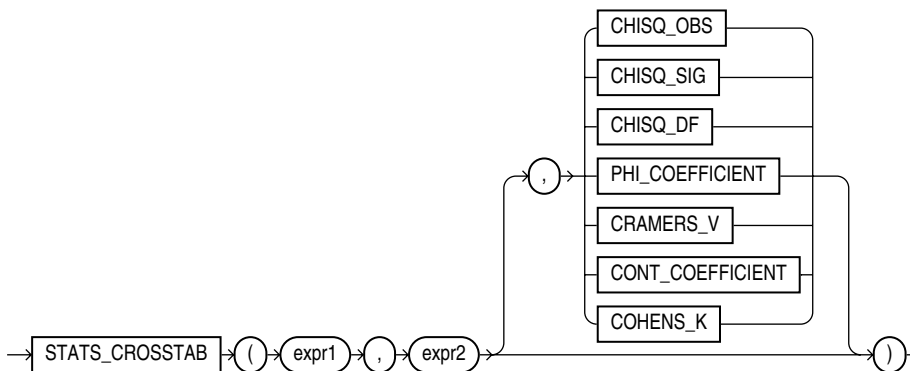 CHISQ_OBS
CHISQ_SIG
CHISQ_DF
, PHI_COEFFICIENT
CRAMERS_V
CONT_COEFFICIENT
COHENS_K
STATS_CROSSTAB ( expr1 , expr2 )